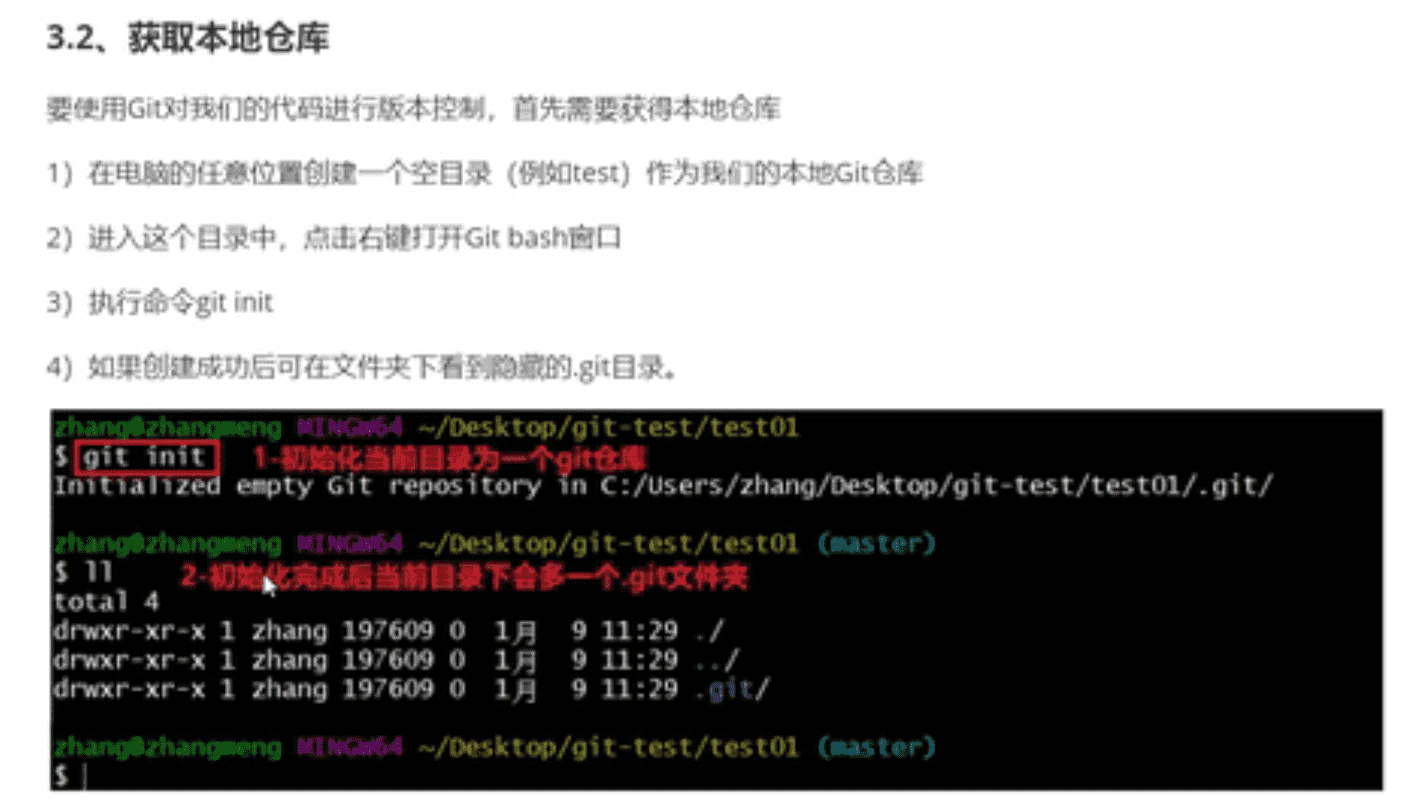 3.2、获取本地仓库
要使用Git对我们的代码进行版本控制，首先需要获得本地仓库
1）在电脑的任意位置创建一个空目录（例如test）作为我们的本地Git仓库
2）进入这个目录中，点击右键打开Git bash窗口
3）执行命令git init
4）如果创建成功后可在文件夹下看到隐藏的.git目录。
zhang@zhangmeng MINGW64 ~/Desktop/git-test/test01
$ git init 1-初始化当前目录为一个git仓库
Initialized empty Git repository in C:/Users/zhang/Desktop/git-test/test01/.git/
zhang@zhangmeng MINGW64 ~/Desktop/git-test/test01 (master)
$ ll 2-初始化完成后当前目录下会多一个.git文件夹
total 4
drwxr-xr-x 1 zhang 197609 0 1月 9 11:29 ./
drwxr-xr-x 1 zhang 197609 0 1月 9 11:29 ../
drwxr-xr-x 1 zhang 197609 0 1月 9 11:29 .git/
zhang@zhangmeng MINGW64 ~/Desktop/git-test/test01 (master)
$